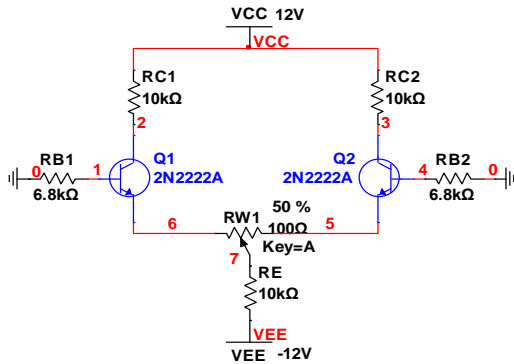 VCC 12V
VCC
RC1
10kΩ
RC2
10kΩ
2
3
0 RB1
1
6.8kΩ
Q1
2N2222A
Q2
2N2222A
4 RB2
0
6.8kΩ
6
RW1
50 %
100Ω
Key=A
5
7
RE
10kΩ
VEE
VEE -12V